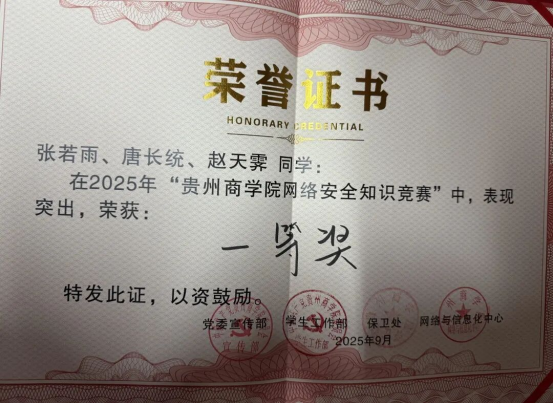 荣誉证书
HONORARY CREDENTIAL
张若雨、唐长统、赵天霁 同学：
在2025年“贵州商学院网络安全知识竞赛”中，表现
突出，荣获：
一等奖
特发此证，以资鼓励。
党委宣传部 学生工作部 保卫处 网络与信息化中心
2025年9月